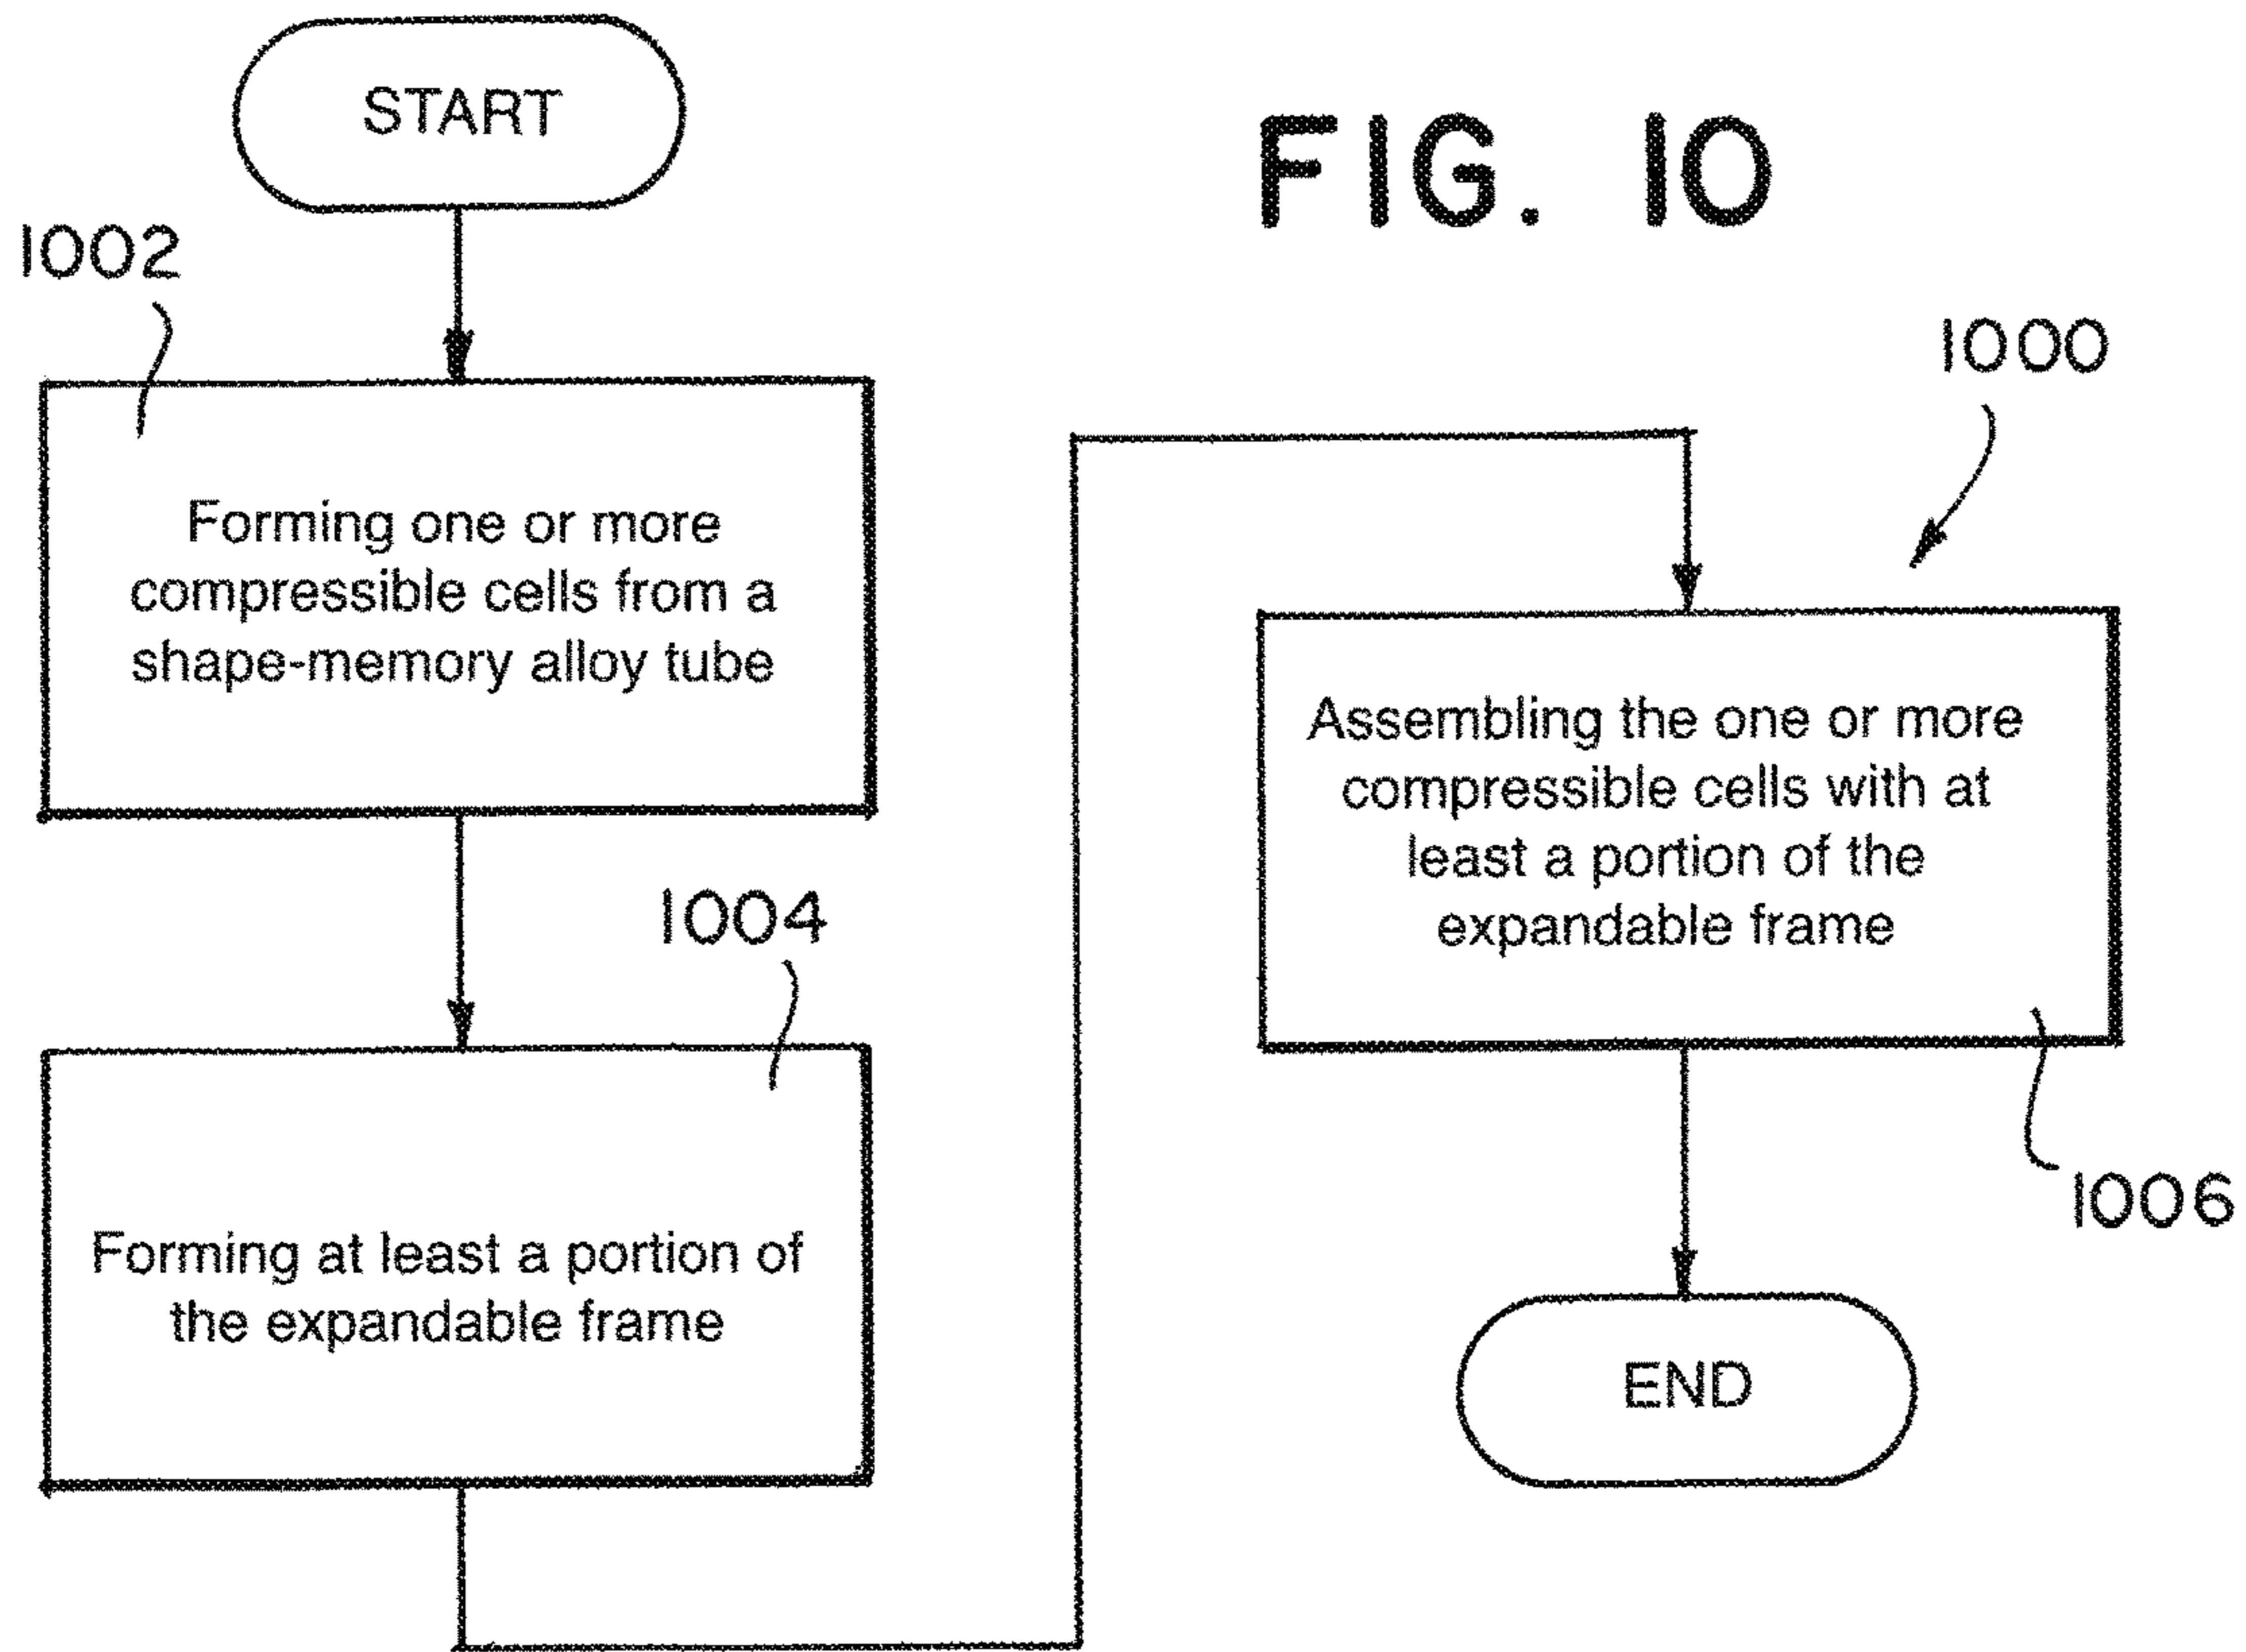 START
FIG. 10
1002
1000
Forming one or more
compressible cells from a
shape-memory alloy tube
Assembling the one or more
compressible cells with at
least a portion of the
expandable frame
1004
1006
Forming at least a portion of
the expandable frame
END